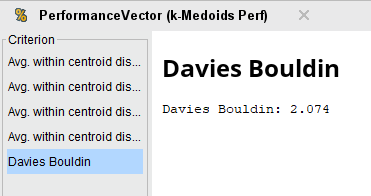 PerformanceVector (k-Medoids Perf)
Criterion
Avg. within centroid dis...
Avg. within centroid dis...
Avg. within centroid dis...
Avg. within centroid dis...
Davies Bouldin
Davies Bouldin
Davies Bouldin: 2.074